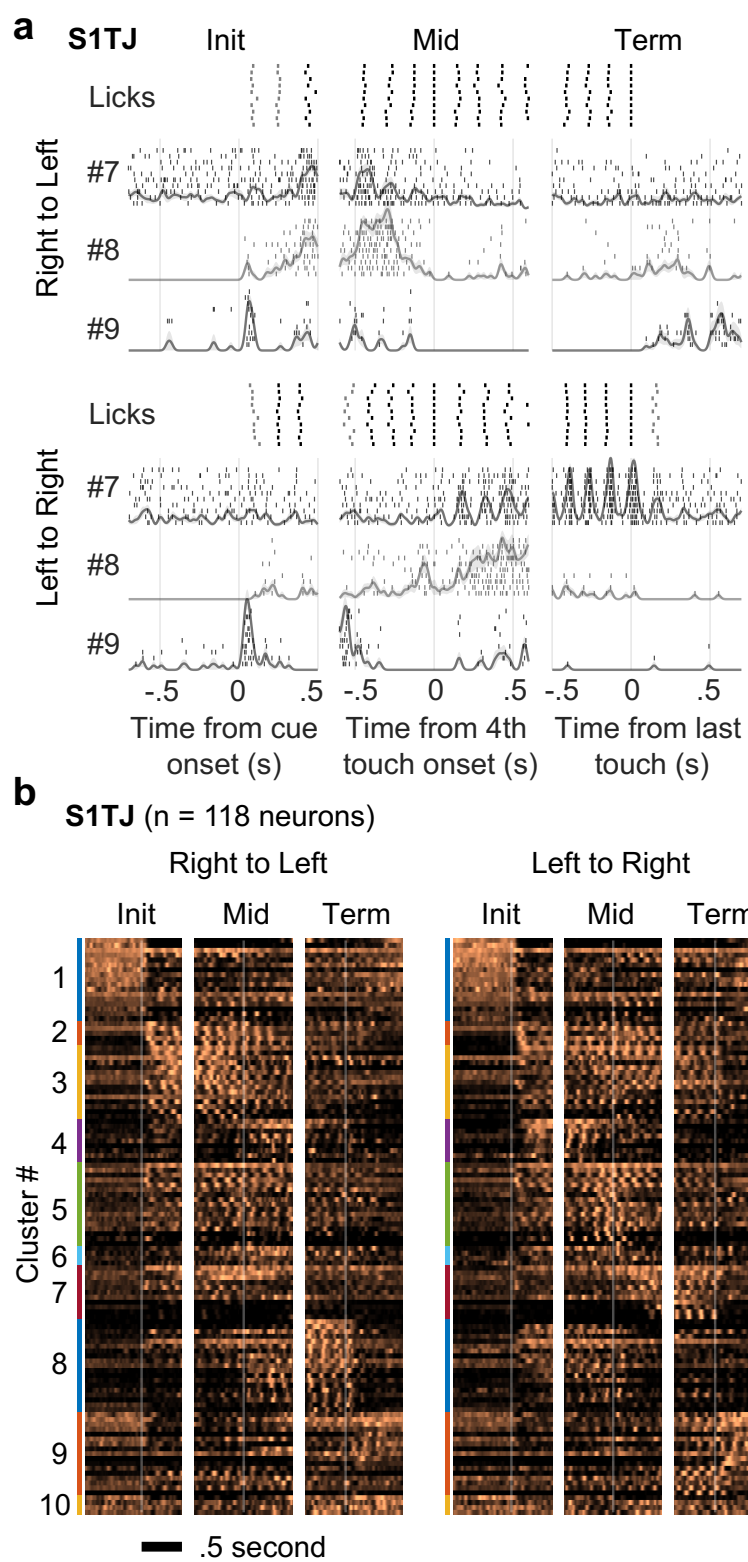 a
S1TJ Init Mid Term
Licks
Right to Left
#7
#8
#9
Licks
Left to Right
#7
#8
#9
-.5 0 .5 -.5 0 .5 -.5 0 .5
Time from cue onset (s)
Time from 4th touch onset (s)
Time from last touch (s)
b
S1TJ (n = 118 neurons)
Right to Left Left to Right
Init Mid Term Init Mid Term
Cluster #
1
2
3
4
5
6
7
8
9
10
.5 second